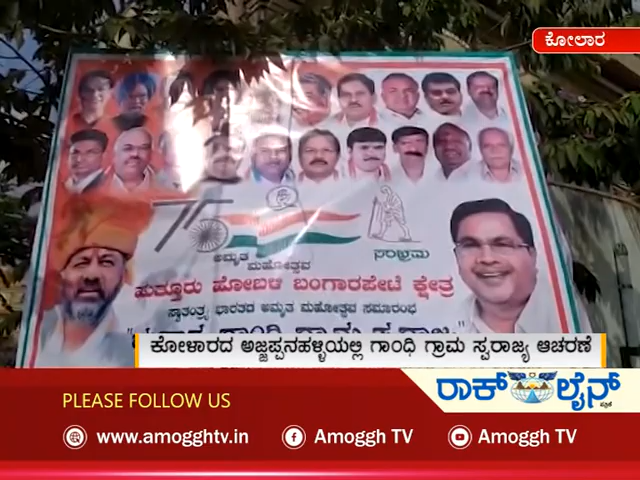 ಕೋಲಾರ
75
ಅಮೃತ
ಮಹೋತ್ಸವ
ಸಂಭ್ರಮ
ಹುತ್ತೂರು ಹೋಬಳಿ ಬಂಗಾರಪೇಟೆ ಕ್ಷೇತ್ರ
ಸ್ವಾತಂತ್ರ್ಯ ಭಾರತದ ಅಮೃತ ಮಹೋತ್ಸವ ಸಮಾರಂಭ
ಕೋಳಾರದ ಅಜ್ಜಪ್ಪನಹಳ್ಳಿಯಲ್ಲಿ ಗಾಂಧಿ ಗ್ರಾಮ ಸ್ವರಾಜ್ಯ ಆಚರಣೆ
ರಾಕ್ ಲೈನ್
PLEASE FOLLOW US
www.amogghtv.in
Amoggh TV
Amoggh TV